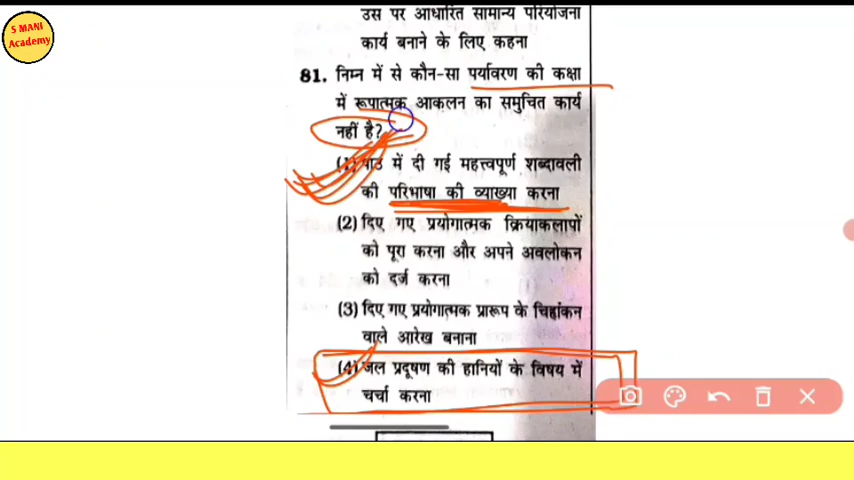 S MANI
Academy
उस पर आधारित सामान्य परियोजना
कार्य बनाने के लिए कहना
81. निम्न में से कौन-सा पर्यावरण की कक्षा
में रूपात्मक आकलन का समुचित कार्य
नहीं है?
(1) पाठ में दी गई महत्त्वपूर्ण शब्दावली
की परिभाषा की व्याख्या करना
(2) दिए गए प्रयोगात्मक क्रियाकलापों
को पूरा करना और अपने अवलोकन
को दर्ज करना
(3) दिए गए प्रयोगात्मक प्रारूप के चिह्नांकन
वाले आरेख बनाना
(4) जल प्रदूषण की हानियों के विषय में
चर्चा करना